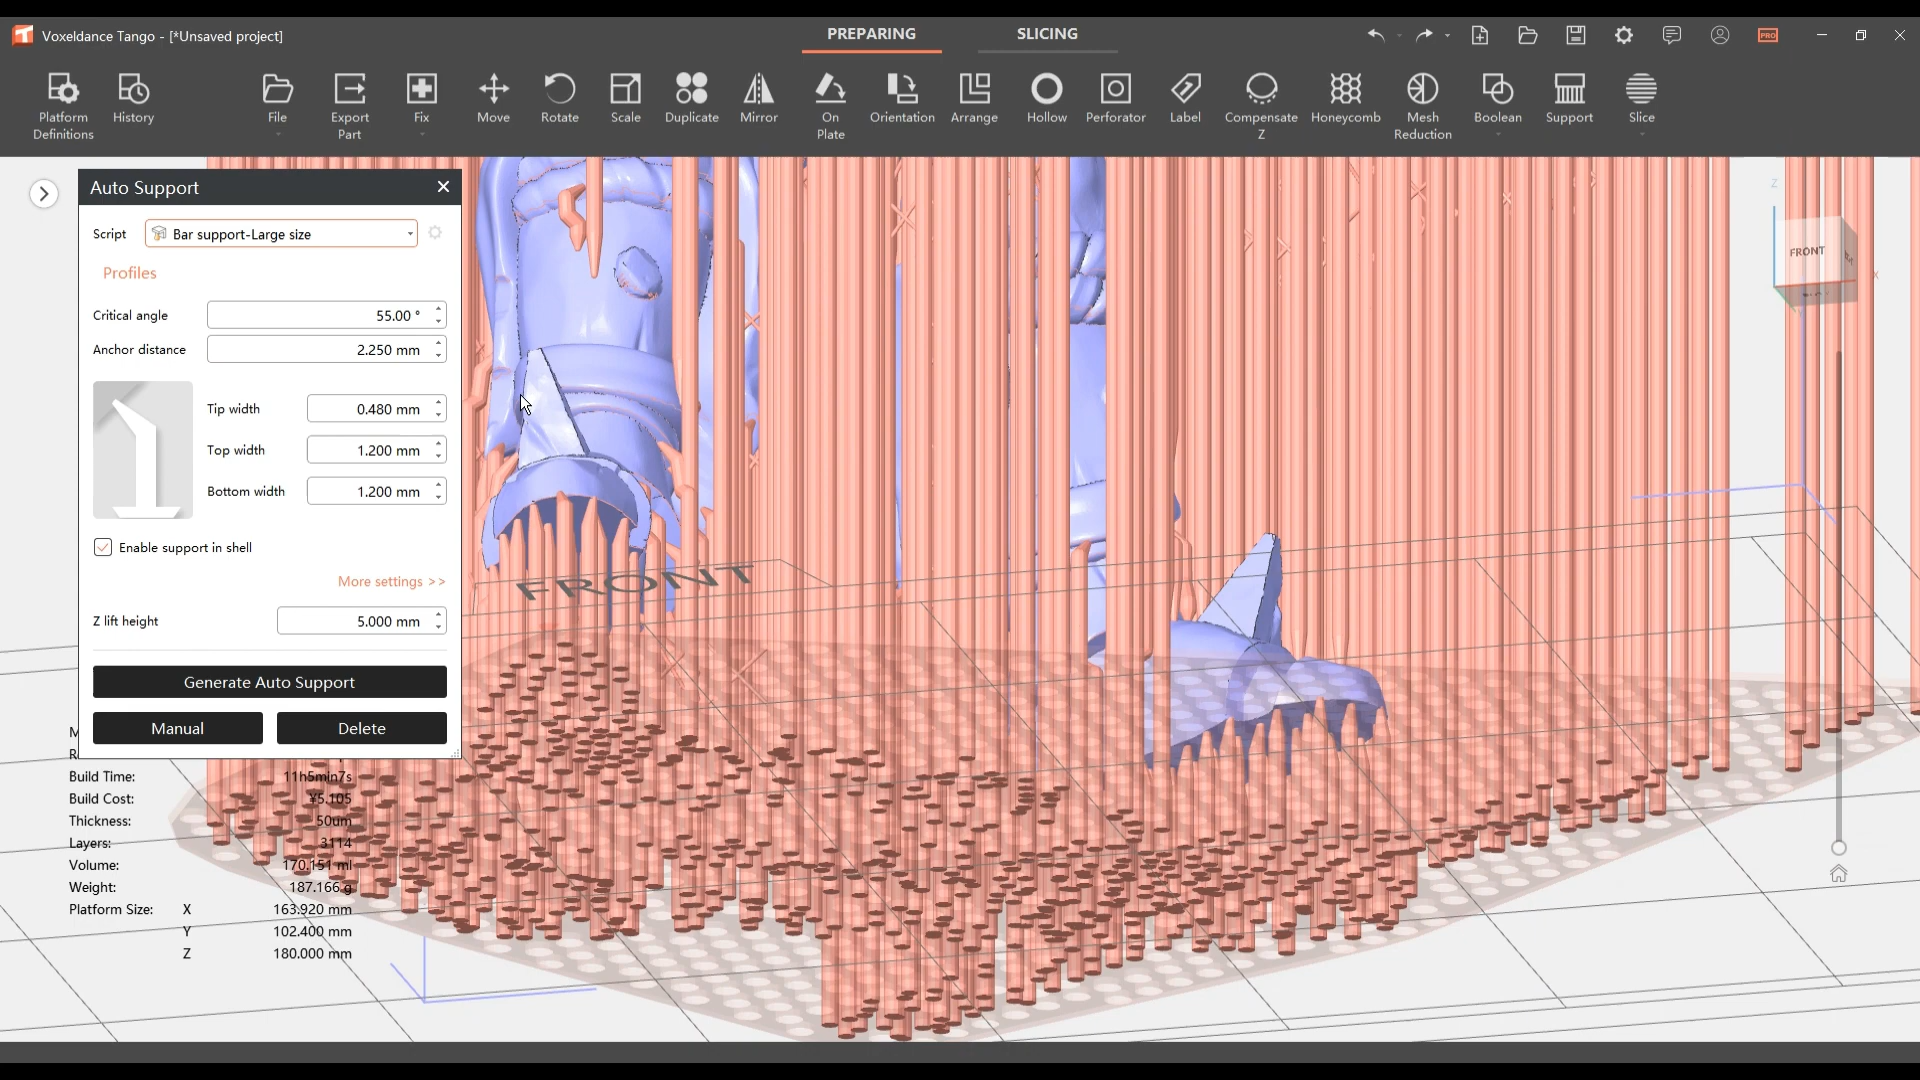 Voxeldance Tango - [*Unsaved project]
PREPARING
SLICING
PRO
Platform Definitions
History
File
Export Part
Fix
Move
Rotate
Scale
Duplicate
Mirror
On Plate
Orientation
Arrange
Hollow
Perforator
Label
Compensate Z
Honeycomb
Mesh Reduction
Boolean
Support
Slice
Auto Support
Script
Bar support-Large size
Profiles
Critical angle 55.00 °
Anchor distance 2.250 mm
Tip width 0.480 mm
Top width 1.200 mm
Bottom width 1.200 mm
Enable support in shell
More settings >>
Z lift height 5.000 mm
Generate Auto Support
Manual
Delete
M
R
Build Time: 11h5min7s
Build Cost: ¥5.105
Thickness: 50um
Layers: 3114
Volume: 170.151 ml
Weight: 187.166 g
Platform Size: X 163.920 mm
Y 102.400 mm
Z 180.000 mm
FRONT
Z
FRONT
X